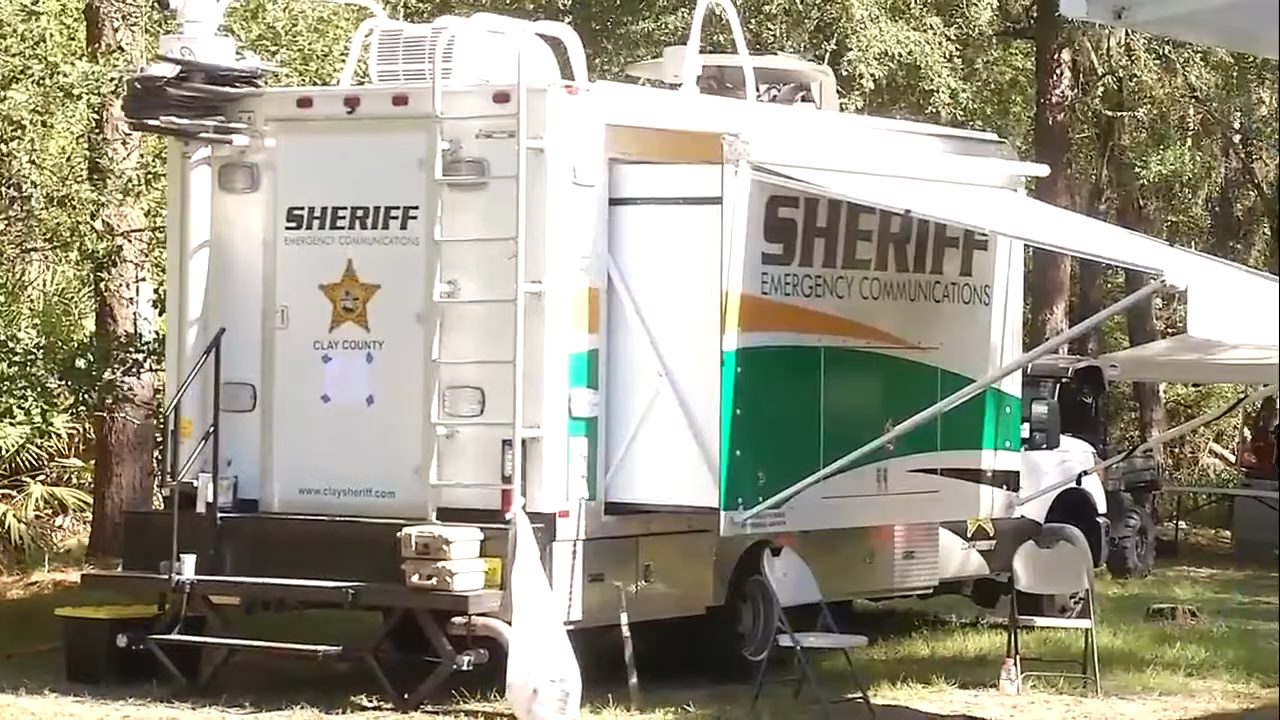 SHERIFF
EMERGENCY COMMUNICATIONS
CLAY COUNTY
www.claysheriff.com
SHERIFF
EMERGENCY COMMUNICATIONS